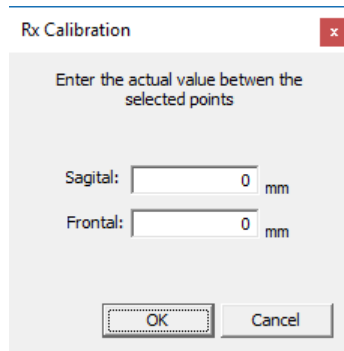 Rx Calibration
x
Enter the actual value betwen the
selected points
Sagital: 0 mm
Frontal: 0 mm
OK Cancel